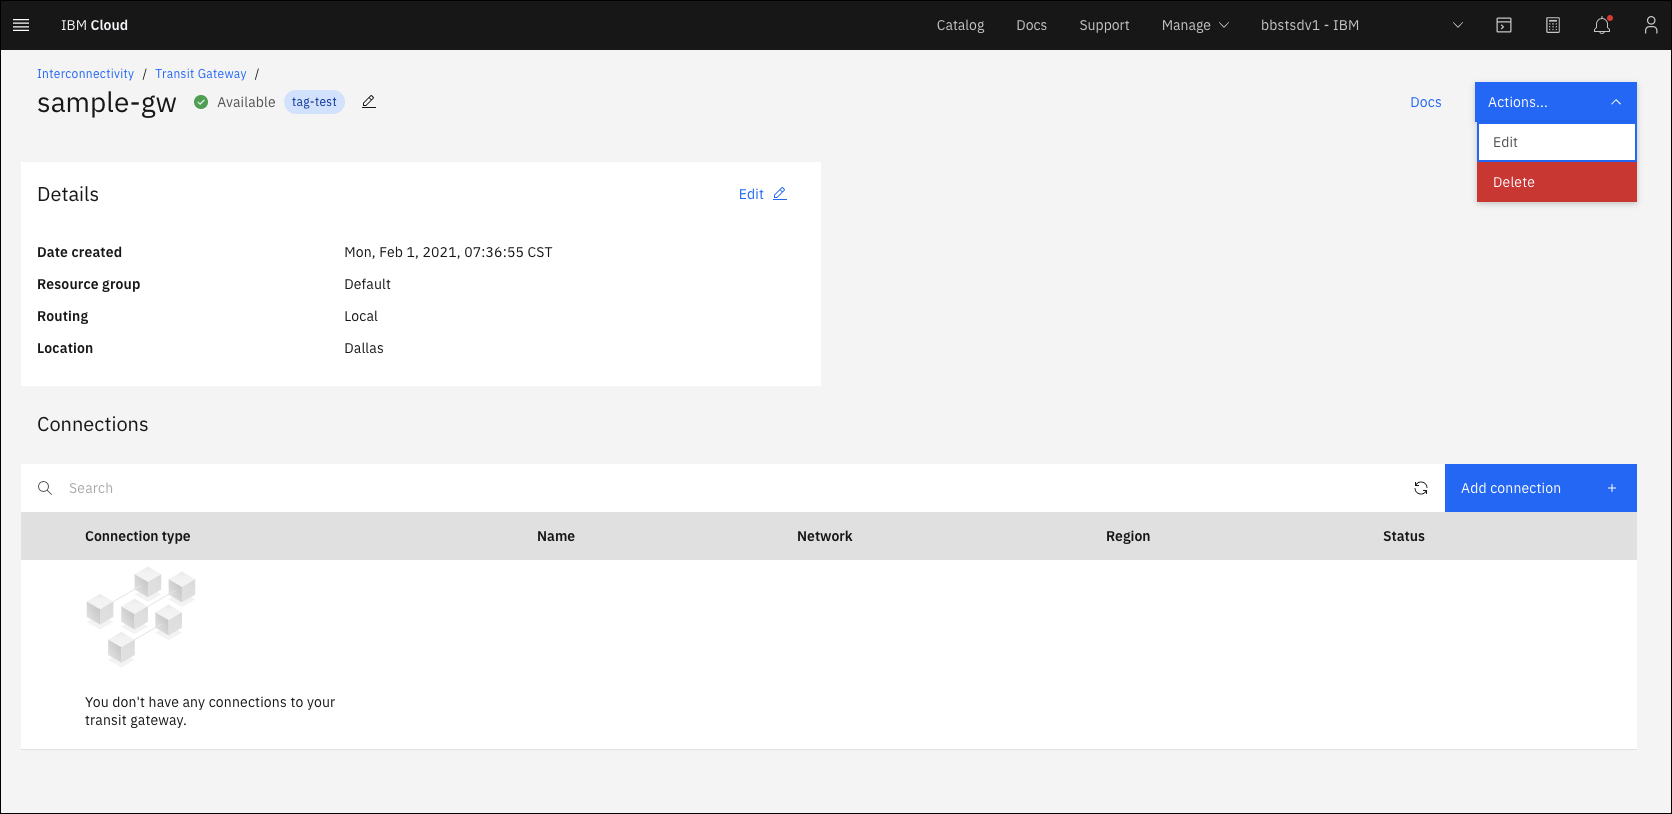 IBM Cloud
Catalog
Docs
Support
Manage
bbstsdv1 - IBM
Interconnectivity / Transit Gateway /
sample-gw
Available
tag-test
Docs
Actions...
Edit
Delete
Details
Edit
Date created Mon, Feb 1, 2021, 07:36:55 CST
Resource group Default
Routing Local
Location Dallas
Connections
Search
Add connection +
Connection type Name Network Region Status
You don't have any connections to your
transit gateway.